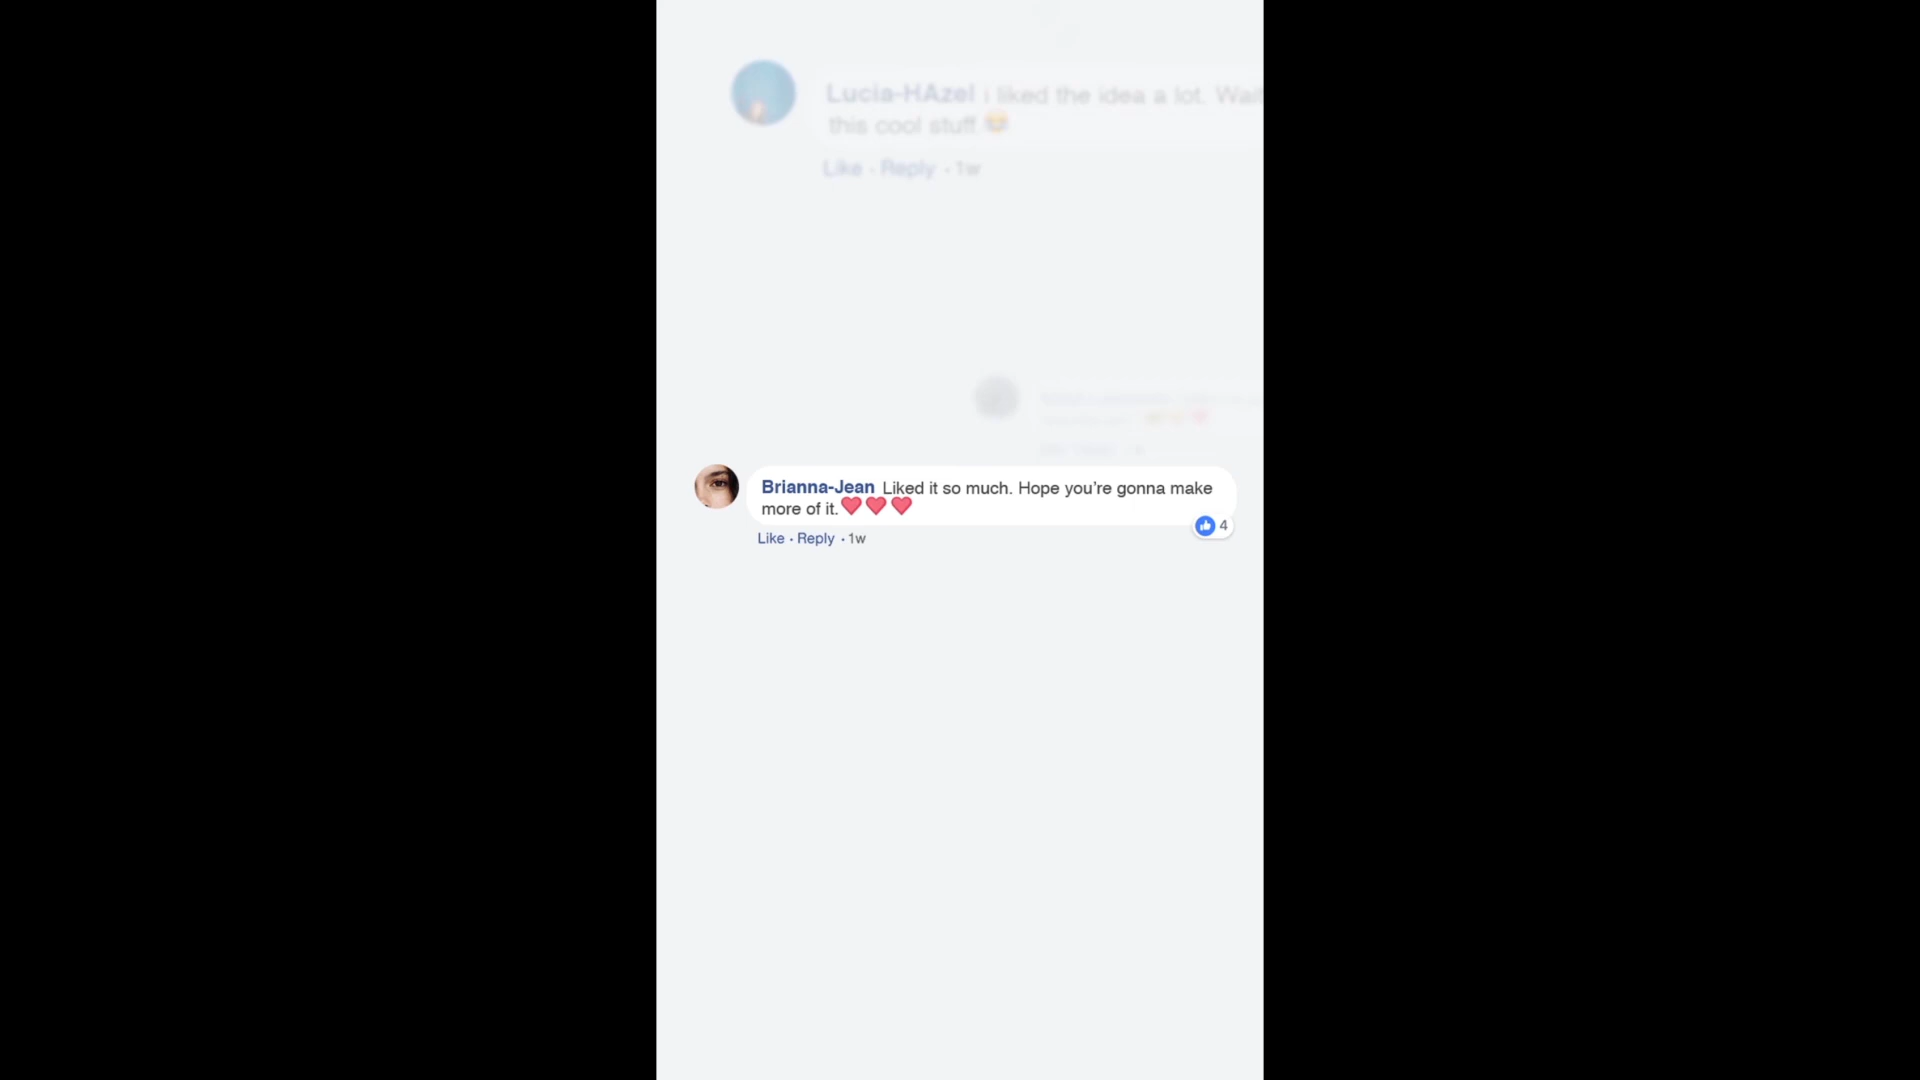 Lucia-HAzel i liked the idea a lot. Wait
this cool stuff.😂
Like · Reply · 1w
Brianna-Jean Liked it so much. Hope you’re gonna make
more of it.❤❤❤
4
Like · Reply · 1w